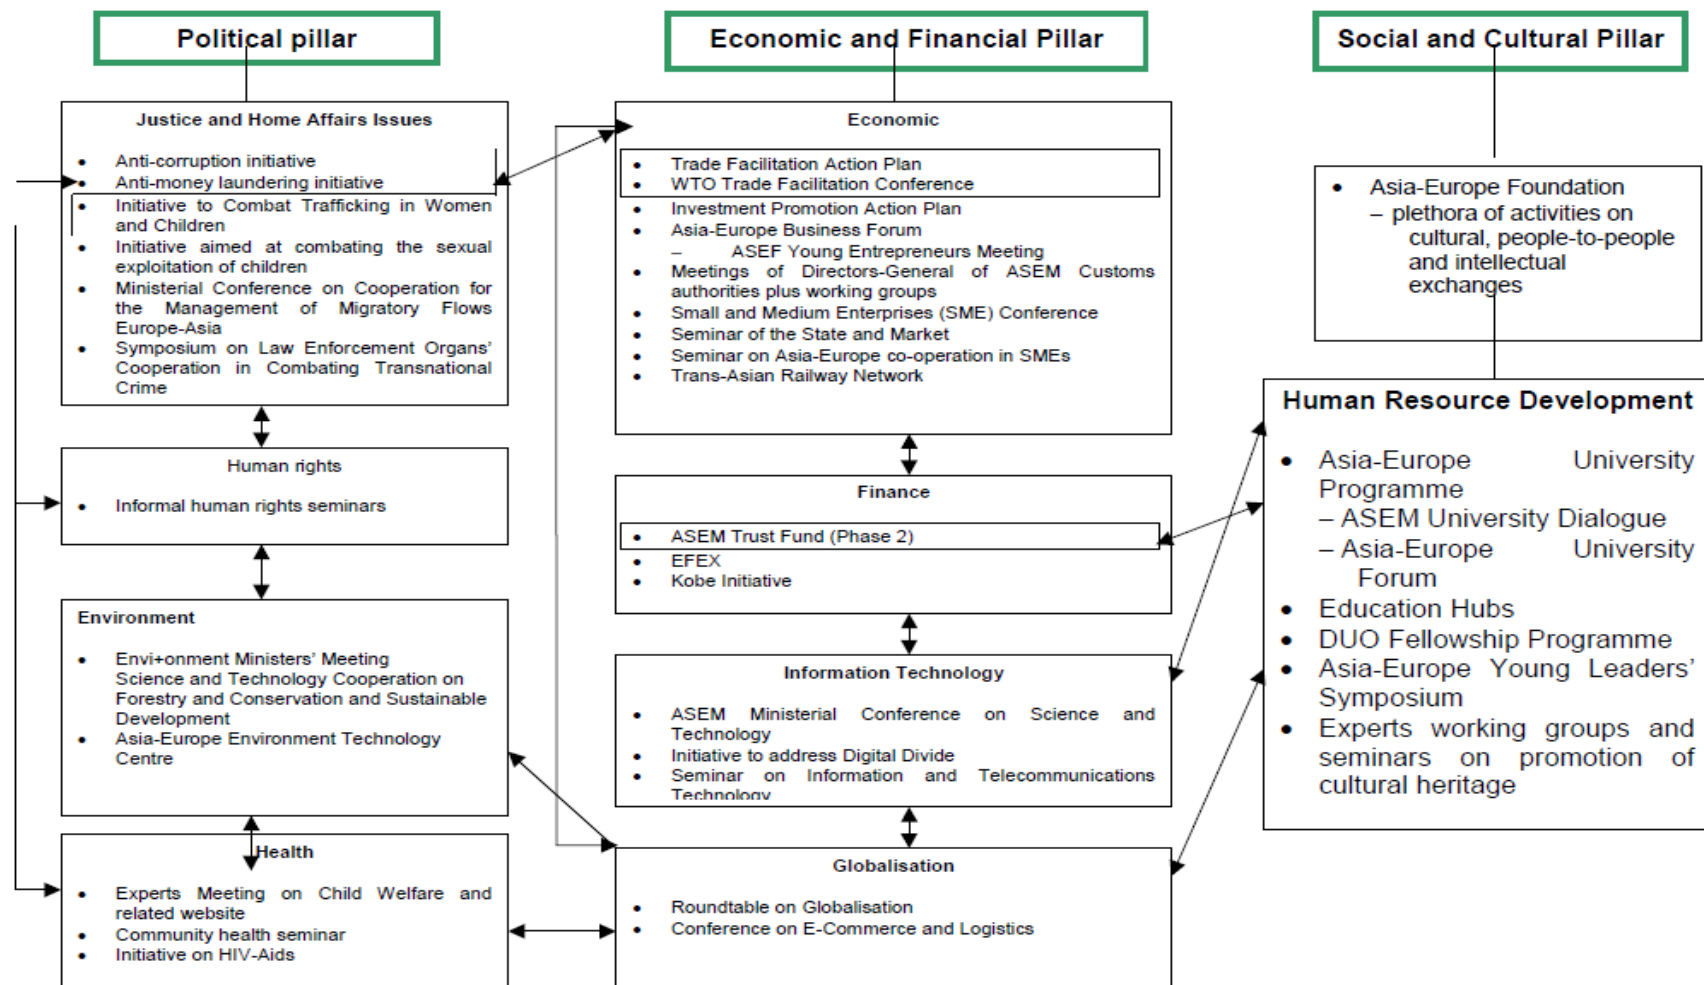 Political pillar
Economic and Financial Pillar
Social and Cultural Pillar
Justice and Home Affairs Issues
• Anti-corruption initiative
• Anti-money laundering initiative
• Initiative to Combat Trafficking in Women
and Children
• Initiative aimed at combating the sexual
exploitation of children
• Ministerial Conference on Cooperation for
the Management of Migratory Flows
Europe-Asia
• Symposium on Law Enforcement Organs'
Cooperation in Combating Transnational
Crime
Human rights
• Informal human rights seminars
Environment
• Envi+onment Ministers' Meeting
Science and Technology Cooperation on
Forestry and Conservation and Sustainable
Development
• Asia-Europe Environment Technology
Centre
Health
• Experts Meeting on Child Welfare and
related website
• Community health seminar
• Initiative on HIV-Aids
Economic
• Trade Facilitation Action Plan
• WTO Trade Facilitation Conference
• Investment Promotion Action Plan
• Asia-Europe Business Forum
– ASEF Young Entrepreneurs Meeting
• Meetings of Directors-General of ASEM Customs
authorities plus working groups
• Small and Medium Enterprises (SME) Conference
• Seminar of the State and Market
• Seminar on Asia-Europe co-operation in SMEs
• Trans-Asian Railway Network
Finance
• ASEM Trust Fund (Phase 2)
• EFEX
• Kobe Initiative
Information Technology
• ASEM Ministerial Conference on Science and
Technology
• Initiative to address Digital Divide
• Seminar on Information and Telecommunications
Technology
Globalisation
• Roundtable on Globalisation
• Conference on E-Commerce and Logistics
• Asia-Europe Foundation
– plethora of activities on
cultural, people-to-people
and intellectual
exchanges
Human Resource Development
• Asia-Europe University
Programme
– ASEM University Dialogue
– Asia-Europe University
Forum
• Education Hubs
• DUO Fellowship Programme
• Asia-Europe Young Leaders'
Symposium
• Experts working groups and
seminars on promotion of
cultural heritage